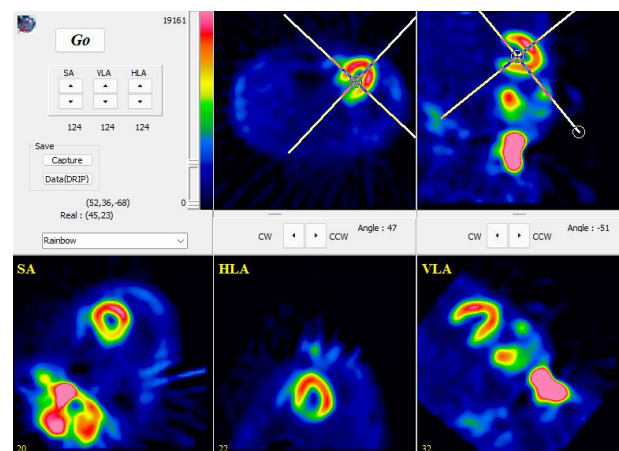 19161
Go
SA VLA HLA
124 124 124
Save
Capture
Data(DRIP)
(52,36,-68)
0
Real : (45,23)
Rainbow
CW CCW Angle : 47
CW CCW Angle : -51
SA
HLA
VLA
20
22
32